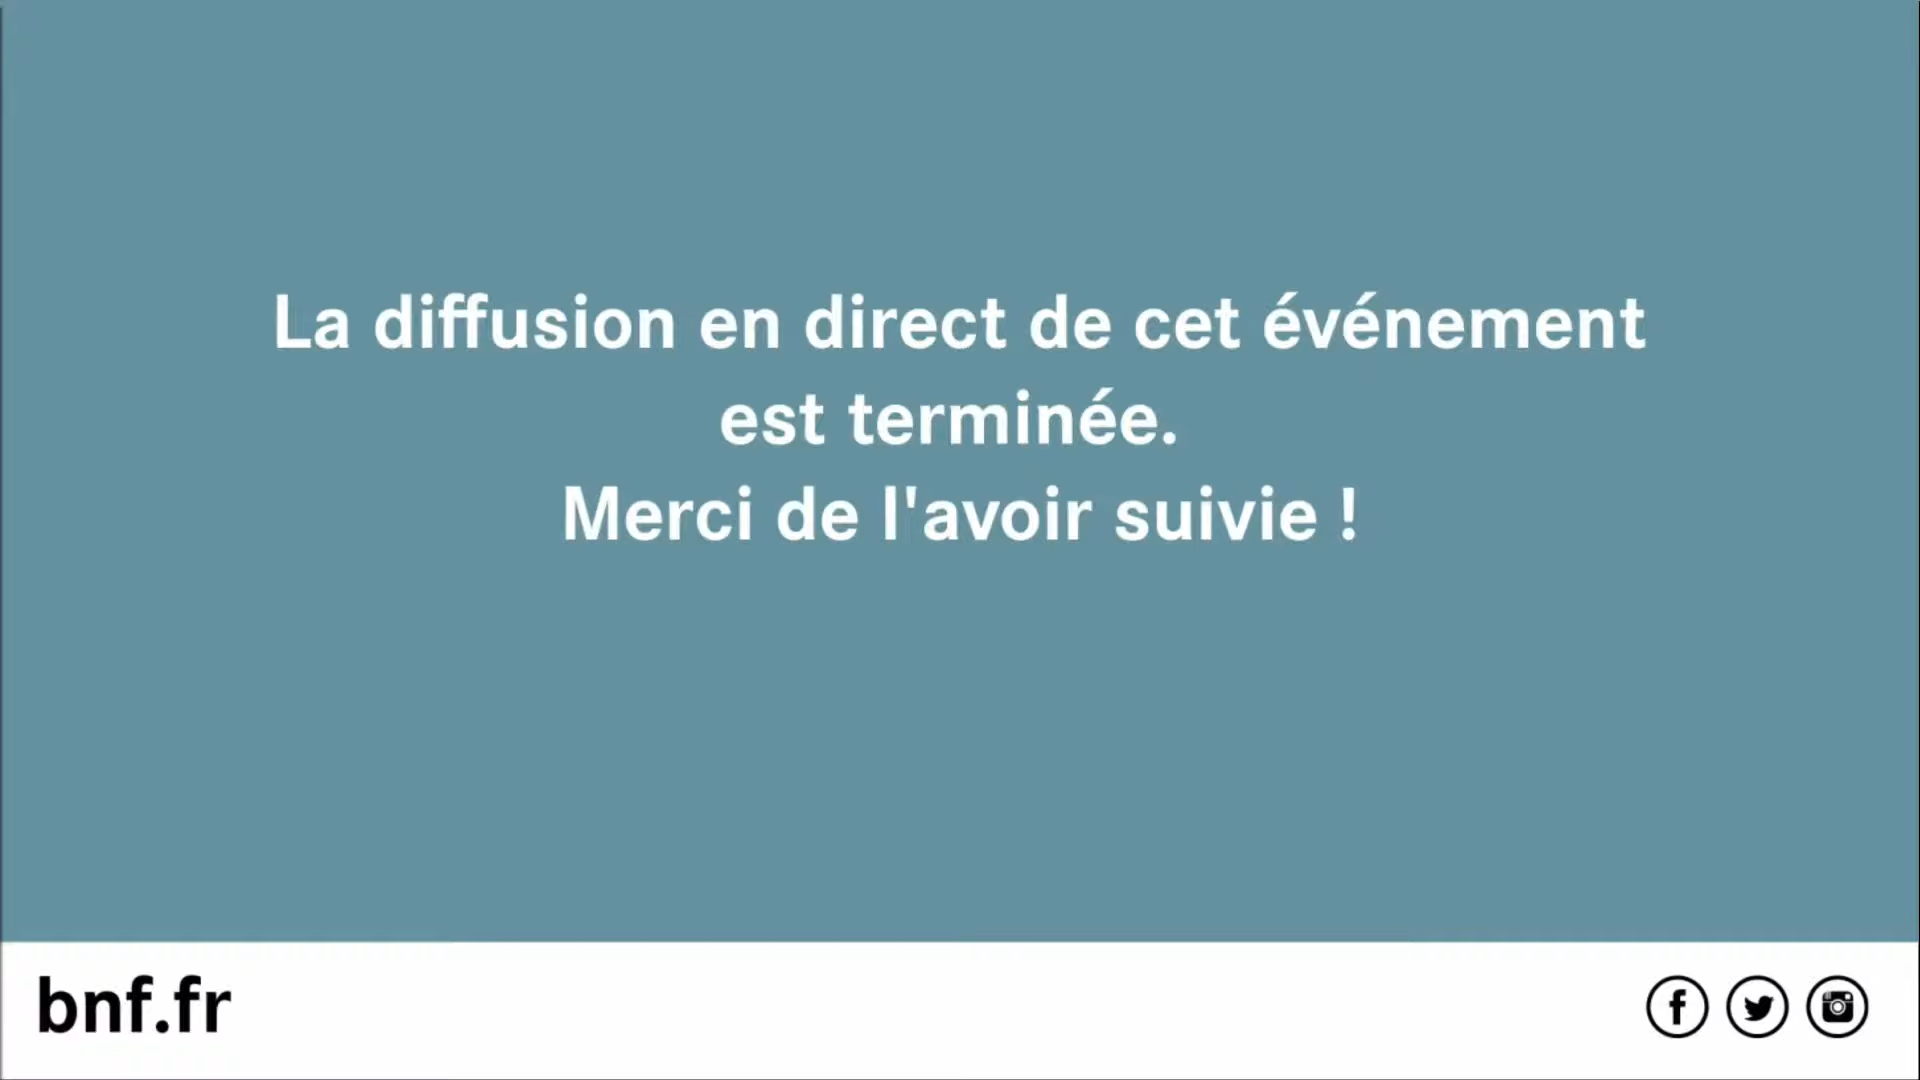 La diffusion en direct de cet événement
est terminée.
Merci de l'avoir suivie !
bnf.fr